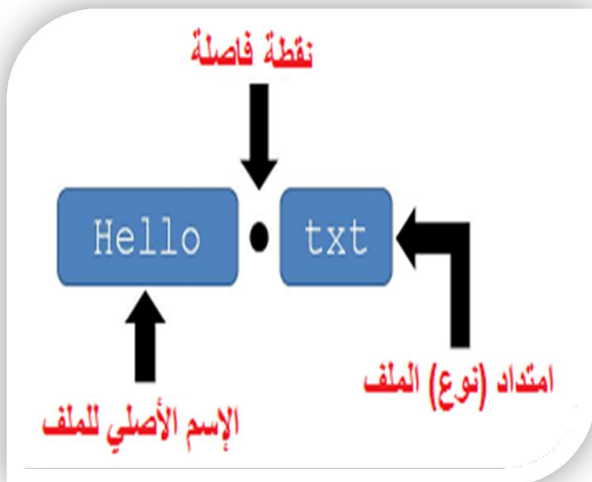 نقطة فاصلة
Hello • txt
امتداد (نوع) الملف
الإسم الأصلي للملف